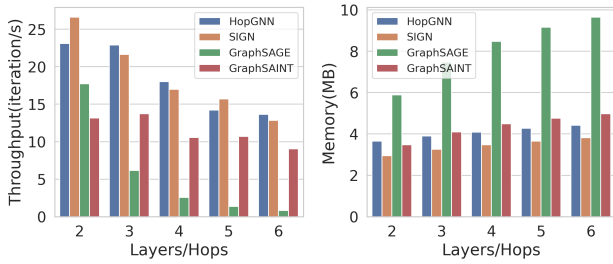 HopGNN
SIGN
GraphSAGE
GraphSAINT
Throughput(iteration/s)
25
20
15
10
5
0
2 3 4 5 6
Layers/Hops
HopGNN
SIGN
GraphSAGE
GraphSAINT
Memory(MB)
10
8
6
4
2
0
2 3 4 5 6
Layers/Hops